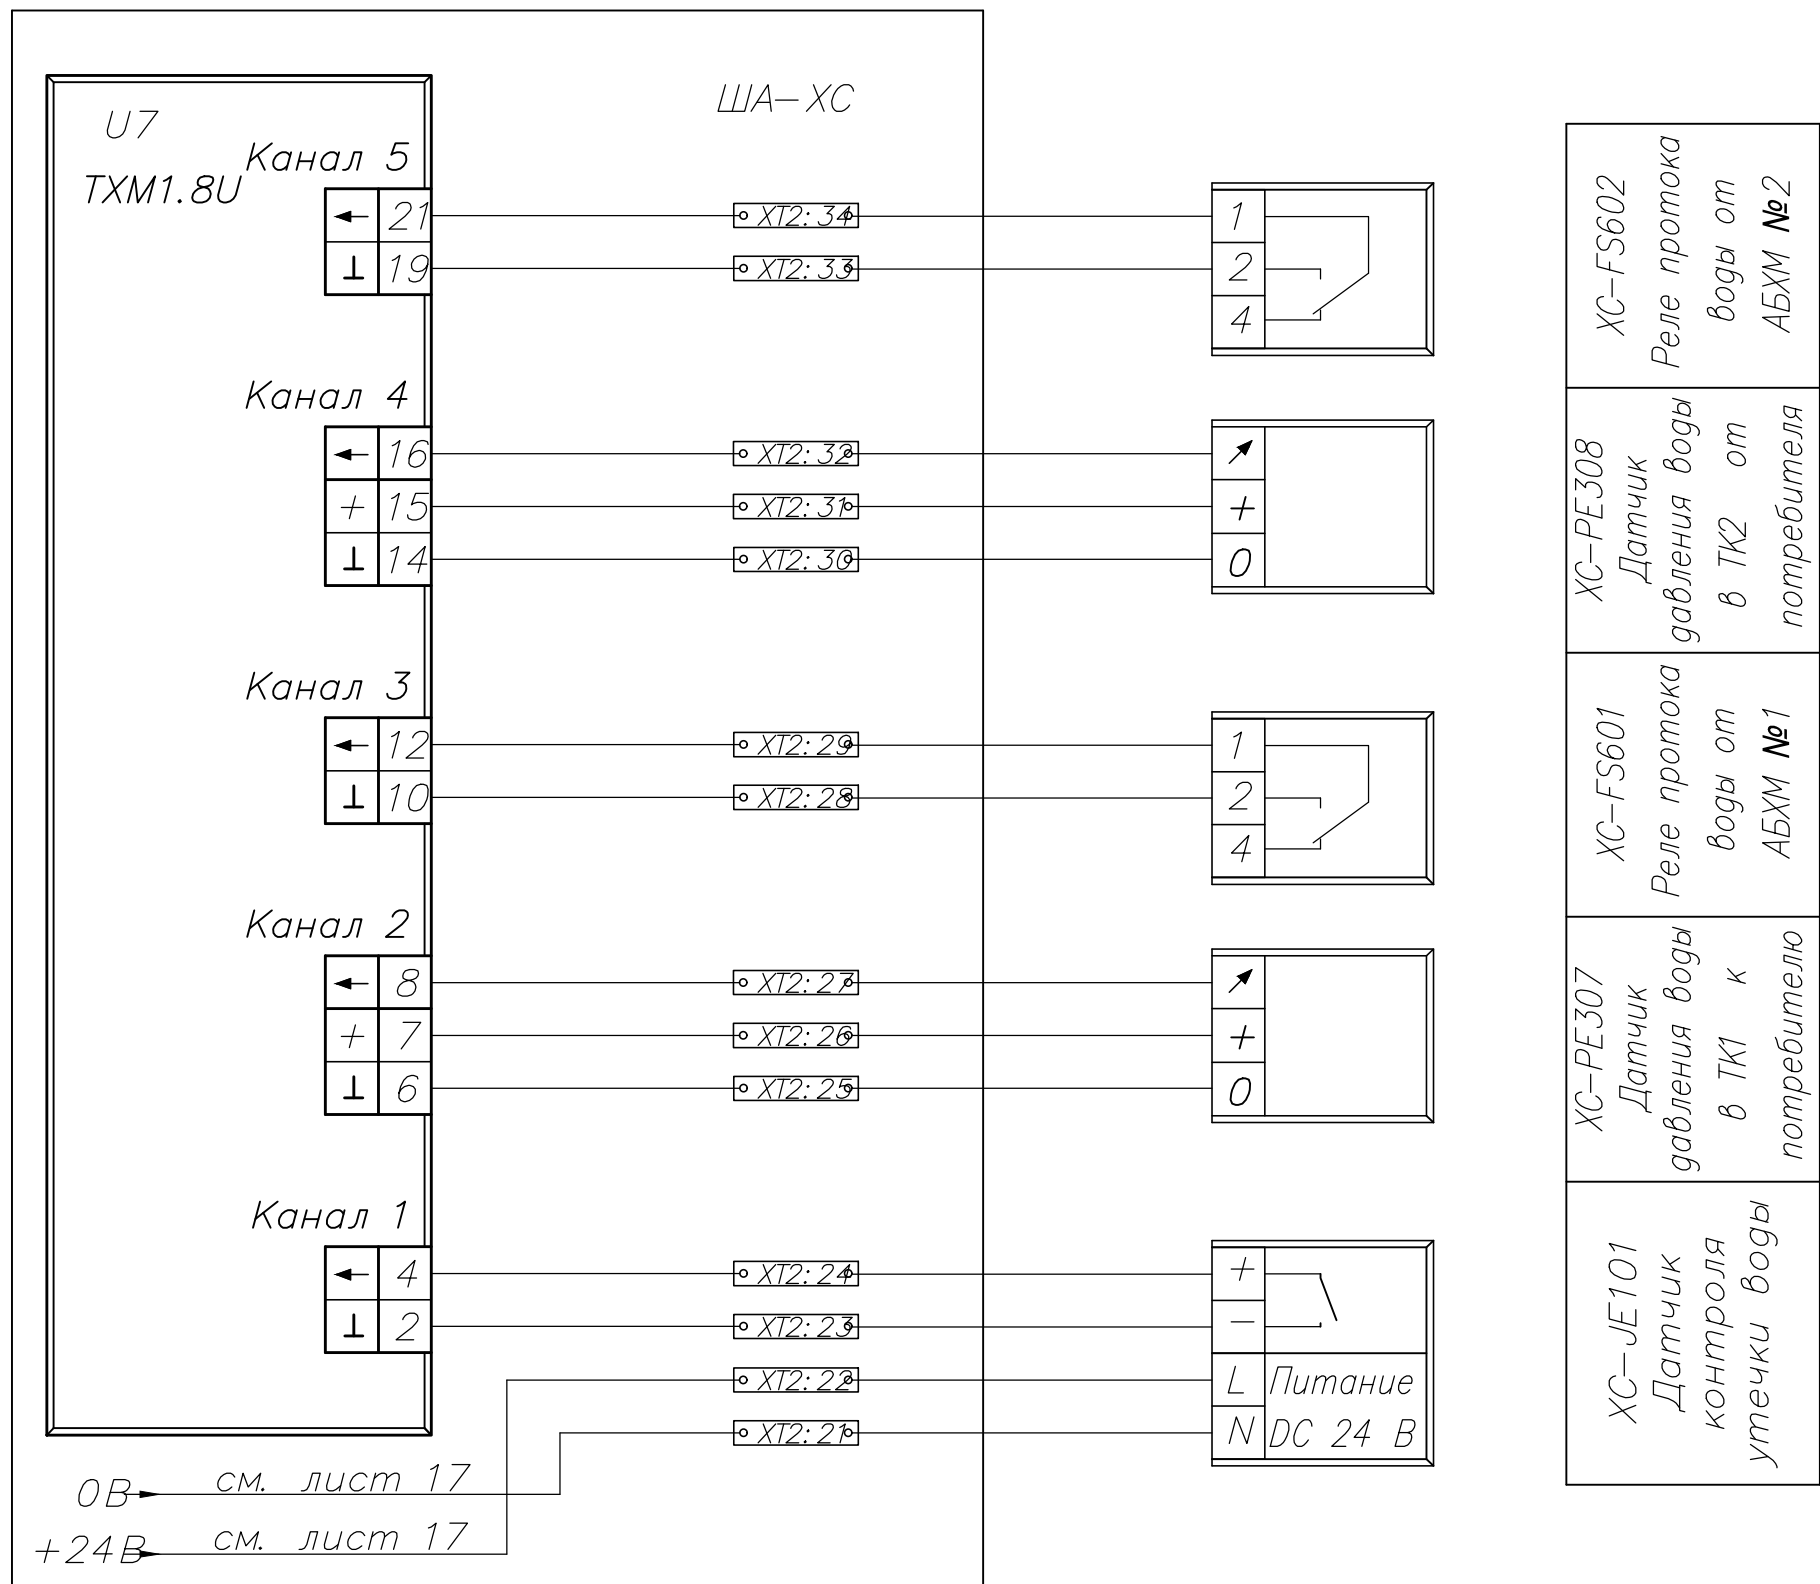 ША-ХС
U7
TXM1.8U
Канал 5
21
19
XT2:34
XT2:33
1
2
4
Канал 4
16
+ 15
14
XT2:32
XT2:31
XT2:30
+
0
Канал 3
12
10
XT2:29
XT2:28
1
2
4
Канал 2
8
+ 7
6
XT2:27
XT2:26
XT2:25
+
0
Канал 1
4
2
XT2:24
XT2:23
XT2:22
XT2:21
+
–
L Питание
N DC 24 В
0В см. лист 17
+24В см. лист 17
ХС-FS602
Реле протока
воды от
АБХМ №2
ХС-PE308
Датчик
давления воды
в ТК2 от
потребителя
ХС-FS601
Реле протока
воды от
АБХМ №1
ХС-PE307
Датчик
давления воды
в ТК1 к
потребителю
ХС-JE101
Датчик
контроля
утечки воды